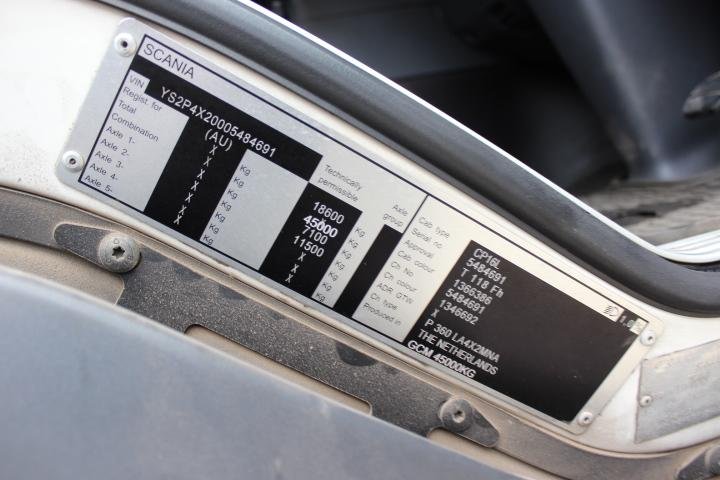 SCANIA
VIN YS2P4X20005484691
Regist. for (AU)
Total X Kg 18600 Kg
Combination X Kg 45000 Kg
Axle 1- X Kg 7100 Kg
Axle 2- X Kg 11500 Kg
Axle 3- X Kg X Kg
Axle 4- X Kg X Kg
Axle 5- X Kg X Kg
Technically permissible
Axle group
Cab type CP16L
Serial no. 5484691
Approval T 118 Fh
Cab colour 1366386
Ch No. 5484691
Ch colour 1346692
ADR GTW X
Ch type P 360 LA4X2MNA
Produced in THE NETHERLANDS
GCM 45000KG